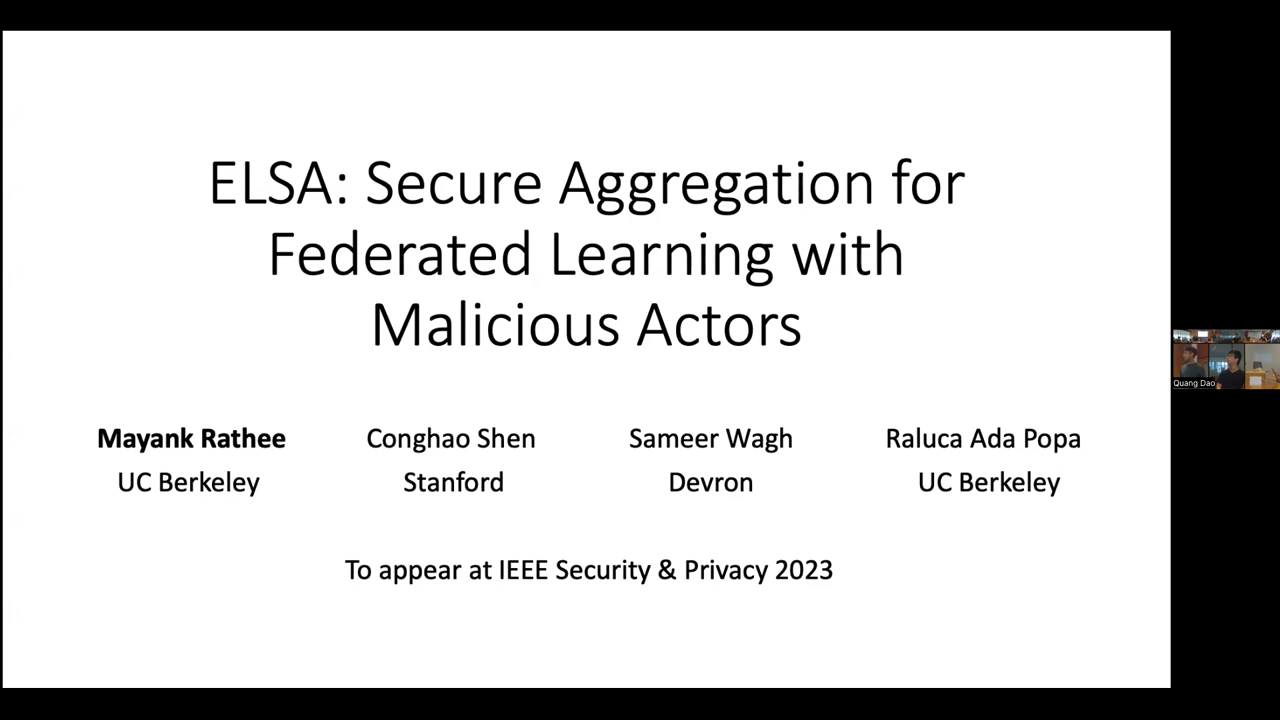 ELSA: Secure Aggregation for
Federated Learning with
Malicious Actors
Mayank Rathee
Conghao Shen
Sameer Wagh
Raluca Ada Popa
UC Berkeley
Stanford
Devron
UC Berkeley
To appear at IEEE Security & Privacy 2023
Quang Dao